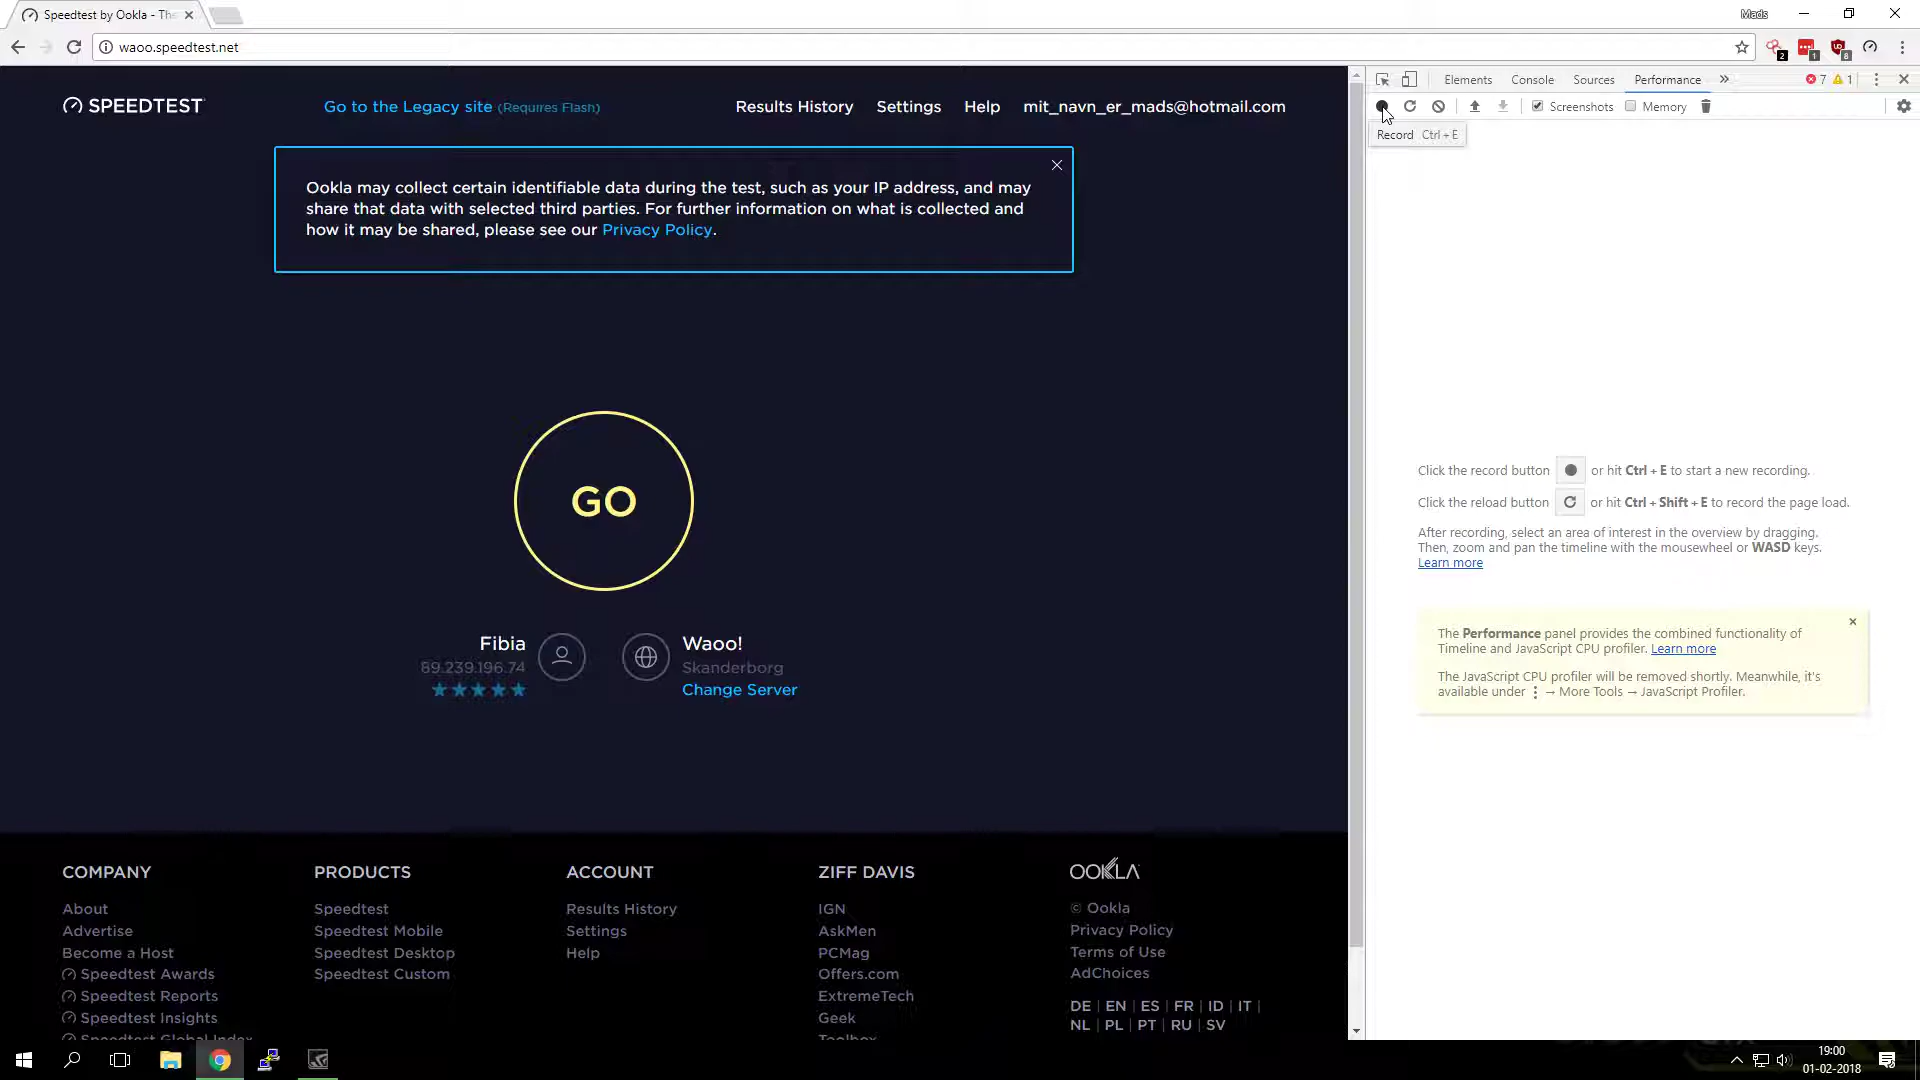 Speedtest by Ookla - The
Mads
waoo.speedtest.net
2
1
8
SPEEDTEST
Go to the Legacy site (Requires Flash)
Results History
Settings
Help
mit_navn_er_mads@hotmail.com
Ookla may collect certain identifiable data during the test, such as your IP address, and may
share that data with selected third parties. For further information on what is collected and
how it may be shared, please see our Privacy Policy.
GO
Fibia
89.239.196.74
Waoo!
Skanderborg
Change Server
COMPANY
About
Advertise
Become a Host
Speedtest Awards
Speedtest Reports
Speedtest Insights
Speedtest Global Index
PRODUCTS
Speedtest
Speedtest Mobile
Speedtest Desktop
Speedtest Custom
ACCOUNT
Results History
Settings
Help
ZIFF DAVIS
IGN
AskMen
PCMag
Offers.com
ExtremeTech
Geek
Toolbox
OOKLA
© Ookla
Privacy Policy
Terms of Use
AdChoices
DE | EN | ES | FR | ID | IT |
NL | PL | PT | RU | SV
Elements
Console
Sources
Performance
7
1
Screenshots
Memory
Record Ctrl + E
Click the record button or hit Ctrl + E to start a new recording.
Click the reload button or hit Ctrl + Shift + E to record the page load.
After recording, select an area of interest in the overview by dragging.
Then, zoom and pan the timeline with the mousewheel or WASD keys.
Learn more
The Performance panel provides the combined functionality of
Timeline and JavaScript CPU profiler. Learn more
The JavaScript CPU profiler will be removed shortly. Meanwhile, it's
available under ⋮ → More Tools → JavaScript Profiler.
19:00
01-02-2018